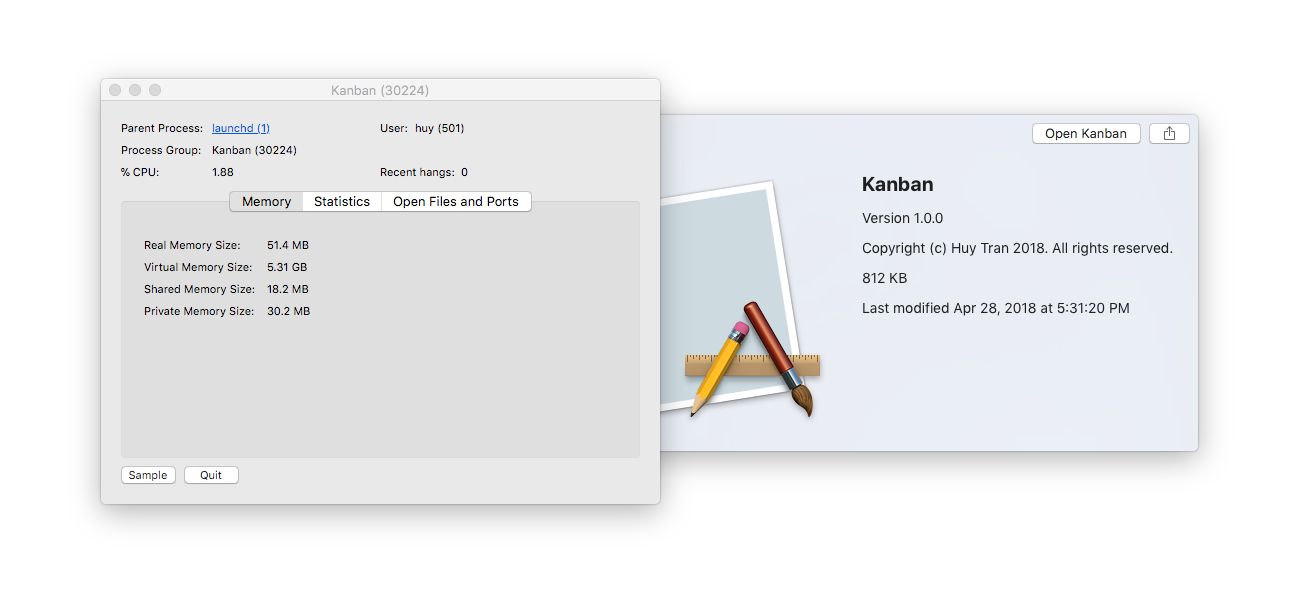 Kanban (30224)
Parent Process: launchd (1) User: huy (501)
Process Group: Kanban (30224)
% CPU: 1.88 Recent hangs: 0
Memory Statistics Open Files and Ports
Real Memory Size: 51.4 MB
Virtual Memory Size: 5.31 GB
Shared Memory Size: 18.2 MB
Private Memory Size: 30.2 MB
Sample Quit
Open Kanban
Kanban
Version 1.0.0
Copyright (c) Huy Tran 2018. All rights reserved.
812 KB
Last modified Apr 28, 2018 at 5:31:20 PM